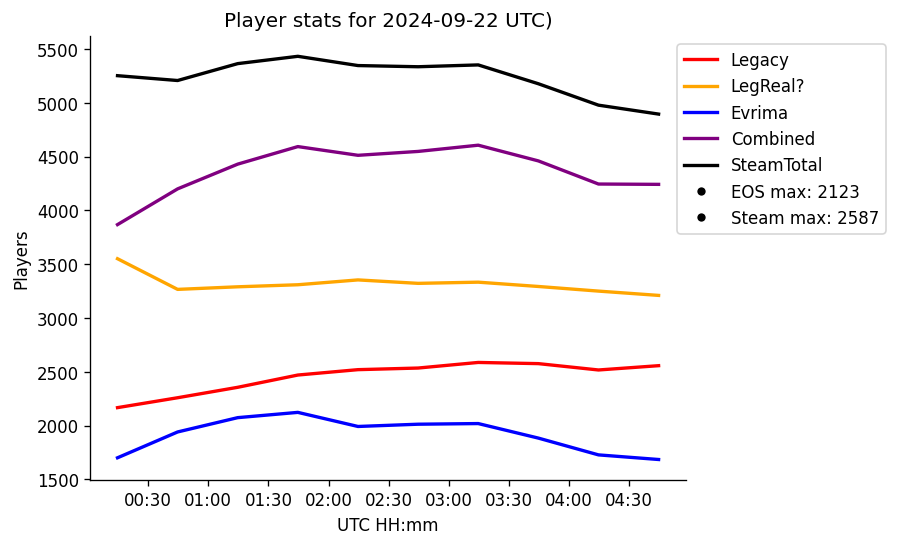 Player stats for 2024-09-22 UTC)
5500
5000
4500
4000
3500
3000
2500
2000
1500
Players
00:30 01:00 01:30 02:00 02:30 03:00 03:30 04:00 04:30
UTC HH:mm
Legacy
LegReal?
Evrima
Combined
SteamTotal
EOS max: 2123
Steam max: 2587